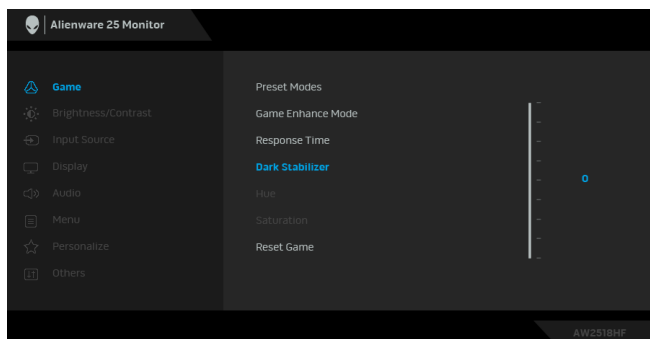 Alienware 25 Monitor
Game
Brightness/Contrast
Input Source
Display
Audio
Menu
Personalize
Others
Preset Modes
Game Enhance Mode
Response Time
Dark Stabilizer
Hue
Saturation
Reset Game
0
AW2518HF